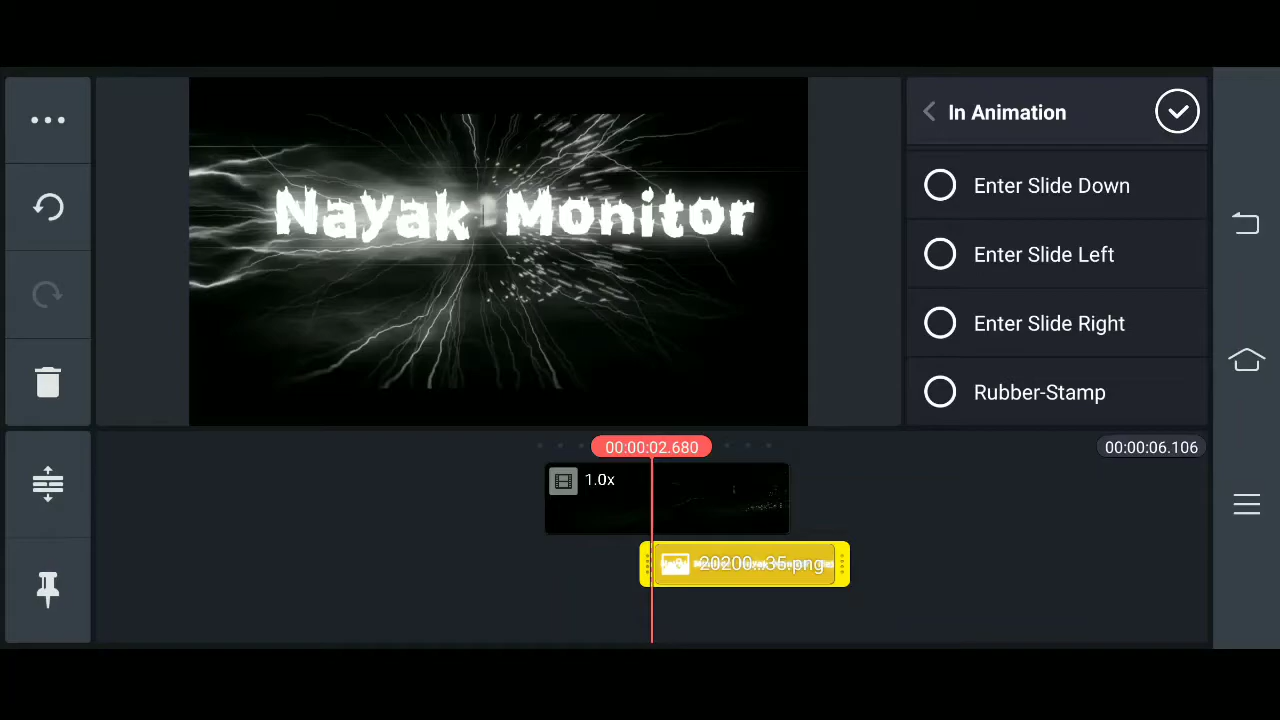 In Animation
Enter Slide Down
Nayak Monitor
Enter Slide Left
Enter Slide Right
Rubber-Stamp
00:00:02.680
00:00:06.106
1.0x
20200...35.png